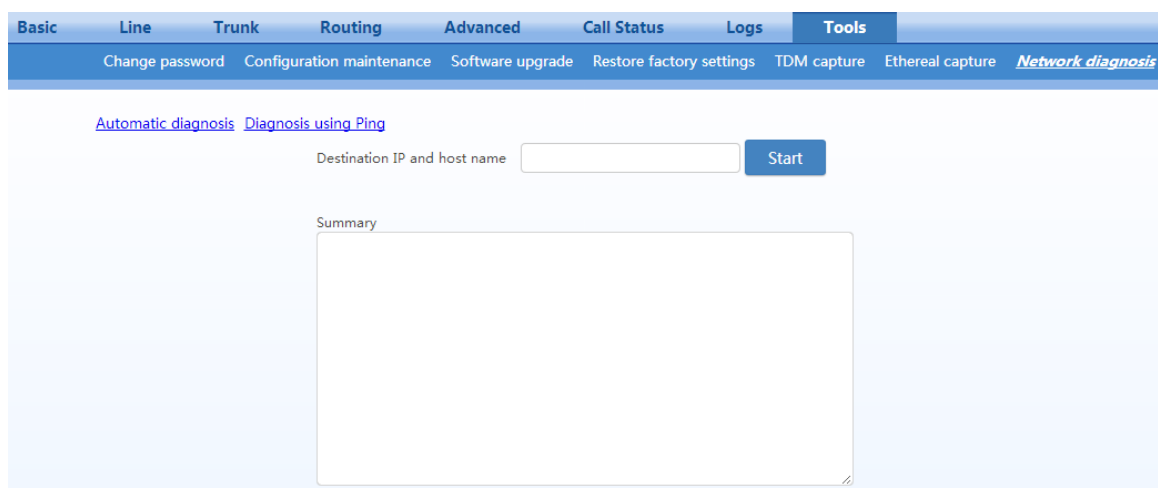 Basic Line Trunk Routing Advanced Call Status Logs Tools
Change password Configuration maintenance Software upgrade Restore factory settings TDM capture Ethereal capture Network diagnosis
Automatic diagnosis Diagnosis using Ping
Destination IP and host name Start
Summary